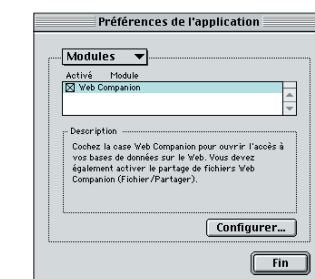 Préférences de l'application
Modules
Activé Module
Web Companion
Description
Cochez la case Web Companion pour ouvrir l'accès à
vos bases de données sur le Web. Vous devez
également activer le partage de fichiers Web
Companion (Fichier/Partager).
Configurer...
Fin